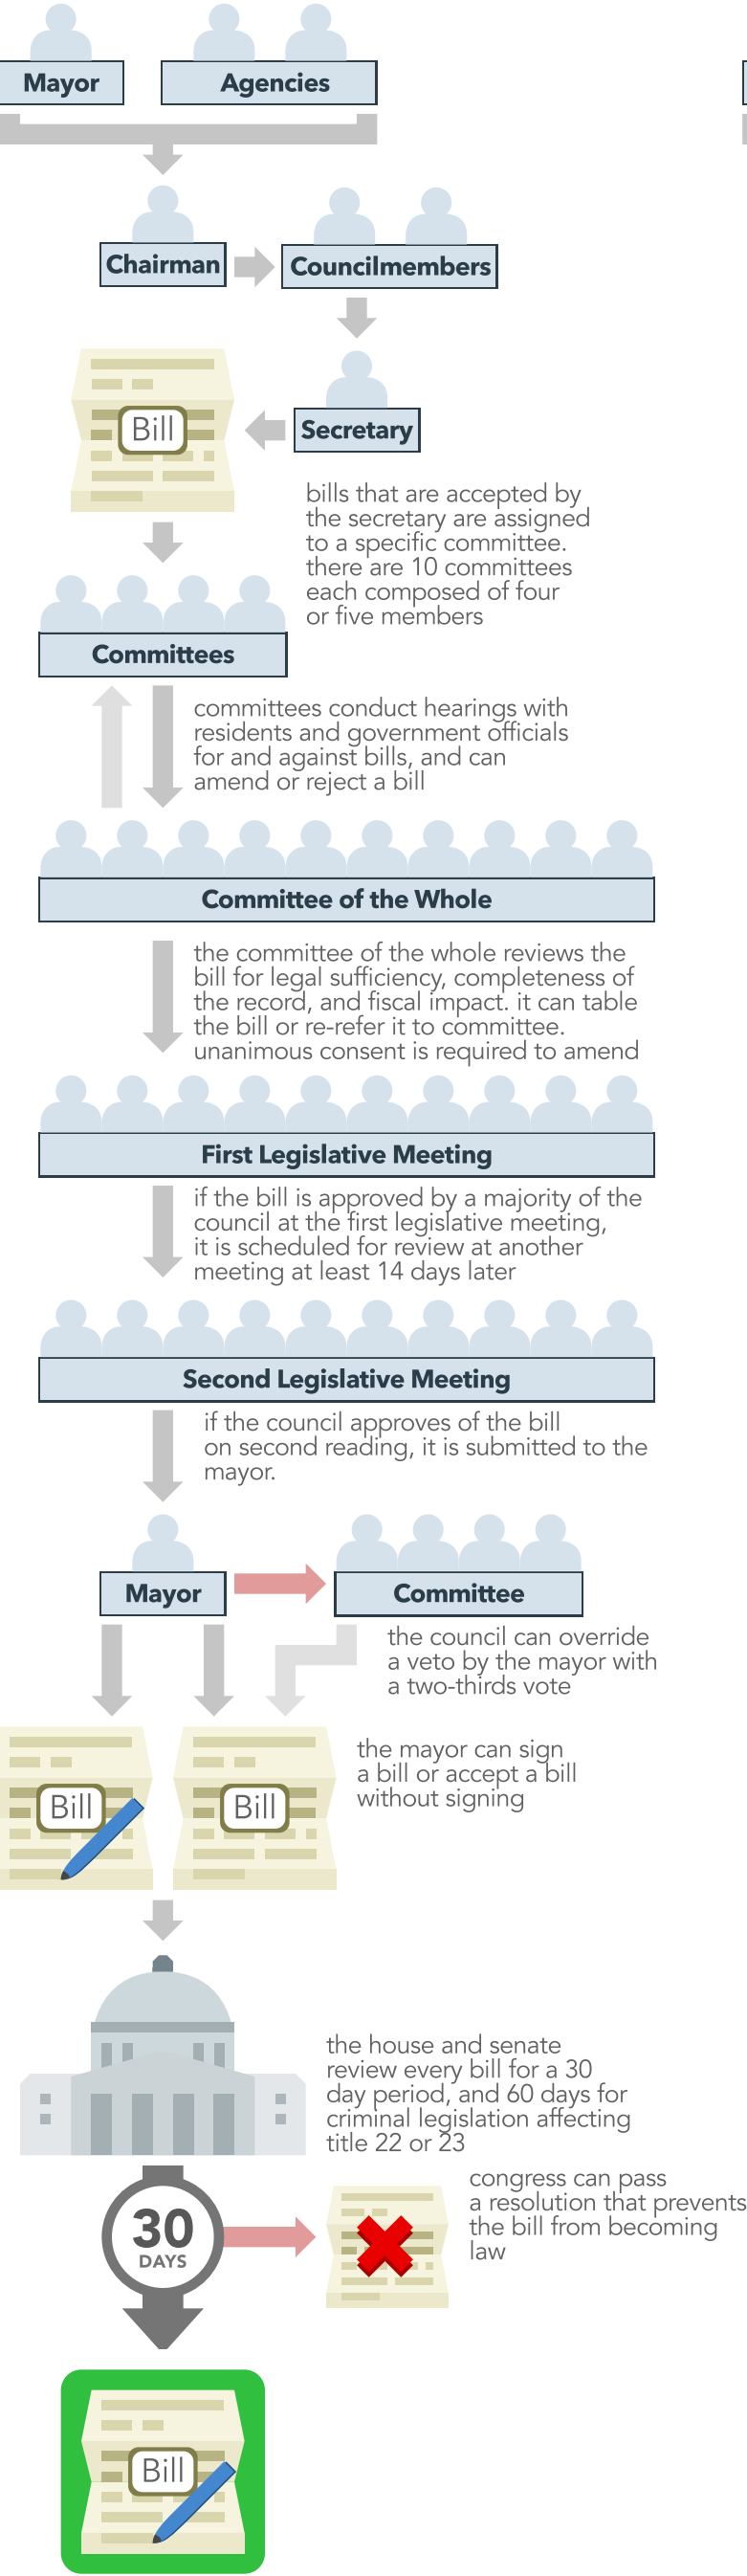 Mayor
Agencies
Chairman
Councilmembers
Bill
Secretary
bills that are accepted by
the secretary are assigned
to a specific committee.
there are 10 committees
each composed of four
or five members
Committees
committees conduct hearings with
residents and government officials
for and against bills, and can
amend or reject a bill
Committee of the Whole
the committee of the whole reviews the
bill for legal sufficiency, completeness of
the record, and fiscal impact. it can table
the bill or re-refer it to committee.
unanimous consent is required to amend
First Legislative Meeting
if the bill is approved by a majority of the
council at the first legislative meeting,
it is scheduled for review at another
meeting at least 14 days later
Second Legislative Meeting
if the council approves of the bill
on second reading, it is submitted to the
mayor.
Mayor
Committee
the council can override
a veto by the mayor with
a two-thirds vote
the mayor can sign
a bill or accept a bill
without signing
Bill
Bill
the house and senate
review every bill for a 30
day period, and 60 days for
criminal legislation affecting
title 22 or 23
30
DAYS
congress can pass
a resolution that prevents
the bill from becoming
law
Bill